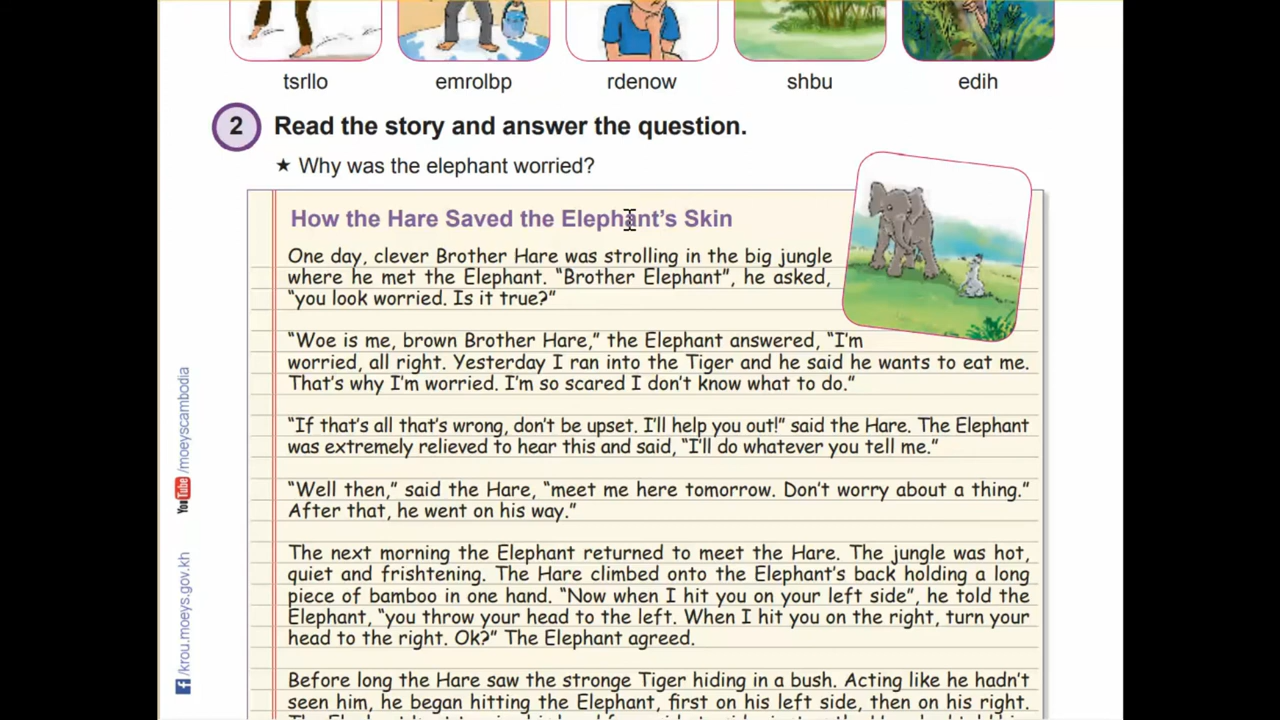 tsrllo emrolbp rdenow shbu edih
2 Read the story and answer the question.
★ Why was the elephant worried?
How the Hare Saved the Elephant's Skin
One day, clever Brother Hare was strolling in the big jungle
where he met the Elephant. “Brother Elephant”, he asked,
“you look worried. Is it true?”
“Woe is me, brown Brother Hare,” the Elephant answered, “I'm
worried, all right. Yesterday I ran into the Tiger and he said he wants to eat me.
That's why I'm worried. I'm so scared I don't know what to do.”
“If that's all that's wrong, don't be upset. I'll help you out!” said the Hare. The Elephant
was extremely relieved to hear this and said, “I'll do whatever you tell me.”
“Well then,” said the Hare, “meet me here tomorrow. Don't worry about a thing.”
After that, he went on his way.”
The next morning the Elephant returned to meet the Hare. The jungle was hot,
quiet and frishtening. The Hare climbed onto the Elephant's back holding a long
piece of bamboo in one hand. “Now when I hit you on your left side”, he told the
Elephant, “you throw your head to the left. When I hit you on the right, turn your
head to the right. Ok?” The Elephant agreed.
Before long the Hare saw the stronge Tiger hiding in a bush. Acting like he hadn't
seen him, he began hitting the Elephant, first on his left side, then on his right.
YouTube /moeyscambodia
f /krou.moeys.gov.kh